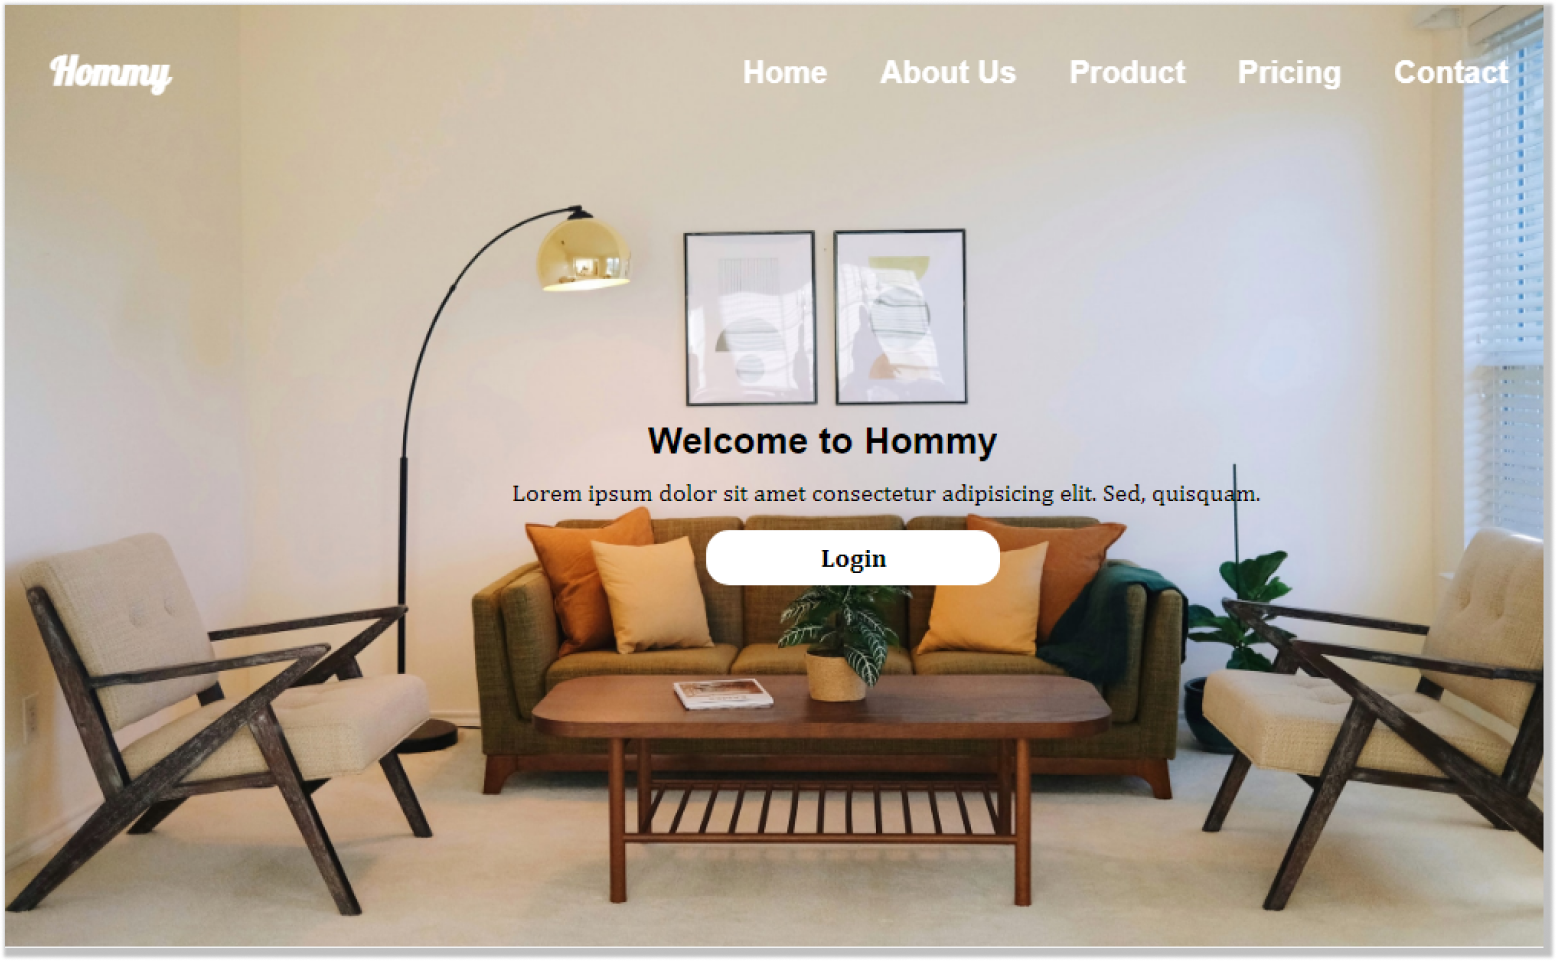 Hommy
Home About Us Product Pricing Contact
Welcome to Hommy
Lorem ipsum dolor sit amet consectetur adipisicing elit. Sed, quisquam.
Login